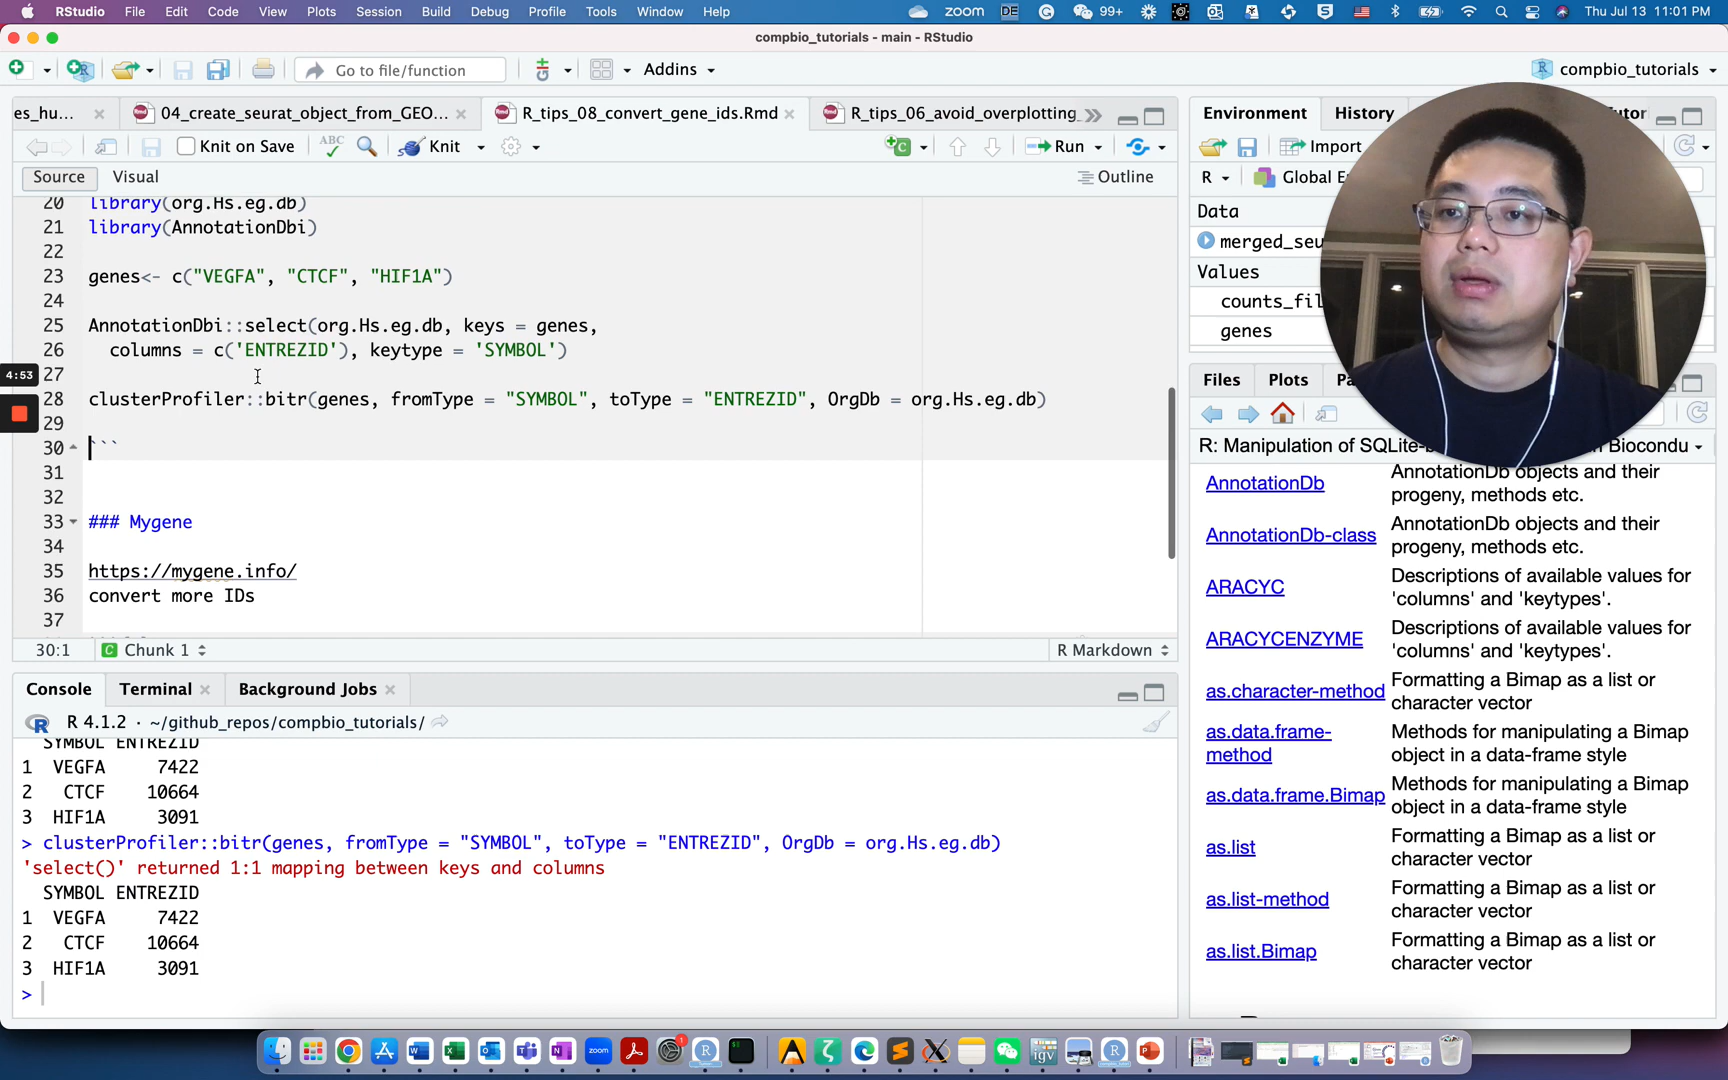 RStudio File Edit Code View Plots Session Build Debug Profile Tools Window Help zoom DE 99+ Thu Jul 13 11:01 PM
compbio_tutorials - main - RStudio
Go to file/function Addins compbio_tutorials
es_hu... 04_create_seurat_object_from_GEO... R_tips_08_convert_gene_ids.Rmd R_tips_06_avoid_overplotting
Knit on Save ABC Knit Run
Source Visual Outline
20 library(org.Hs.eg.db)
21 library(AnnotationDbi)
22
23 genes<- c("VEGFA", "CTCF", "HIF1A")
24
25 AnnotationDbi::select(org.Hs.eg.db, keys = genes,
26 columns = c('ENTREZID'), keytype = 'SYMBOL')
27
28 clusterProfiler::bitr(genes, fromType = "SYMBOL", toType = "ENTREZID", OrgDb = org.Hs.eg.db)
29
30 ```
31
32
33 ### Mygene
34
35 https://mygene.info/
36 convert more IDs
37
4:53
30:1 Chunk 1 R Markdown
Console Terminal Background Jobs
R 4.1.2 · ~/github_repos/compbio_tutorials/
SYMBOL ENTREZID
1 VEGFA 7422
2 CTCF 10664
3 HIF1A 3091
> clusterProfiler::bitr(genes, fromType = "SYMBOL", toType = "ENTREZID", OrgDb = org.Hs.eg.db)
'select()' returned 1:1 mapping between keys and columns
SYMBOL ENTREZID
1 VEGFA 7422
2 CTCF 10664
3 HIF1A 3091
>
Environment History
Import
R Global E
Data
merged_seu
Values
counts_fil
genes
Files Plots Pa
R: Manipulation of SQLite-b Biocondu
AnnotationDb AnnotationDb objects and their
progeny, methods etc.
AnnotationDb-class AnnotationDb objects and their
progeny, methods etc.
ARACYC Descriptions of available values for
'columns' and 'keytypes'.
ARACYCENZYME Descriptions of available values for
'columns' and 'keytypes'.
as.character-method Formatting a Bimap as a list or
character vector
as.data.frame- Methods for manipulating a Bimap
method object in a data-frame style
as.data.frame.Bimap Methods for manipulating a Bimap
object in a data-frame style
as.list Formatting a Bimap as a list or
character vector
as.list-method Formatting a Bimap as a list or
character vector
as.list.Bimap Formatting a Bimap as a list or
character vector
zoom igv